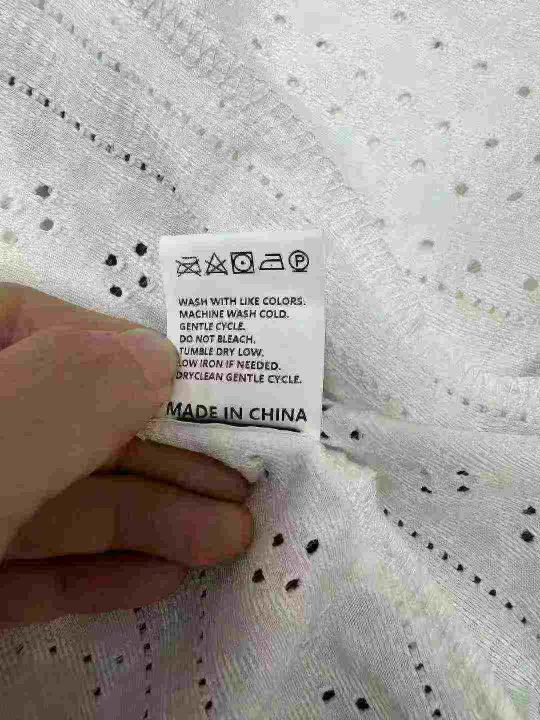 P
WASH WITH LIKE COLORS.
MACHINE WASH COLD.
GENTLE CYCLE.
DO NOT BLEACH.
TUMBLE DRY LOW.
LOW IRON IF NEEDED.
DRYCLEAN GENTLE CYCLE.
MADE IN CHINA